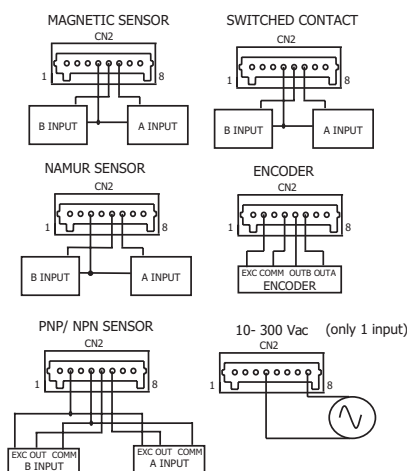 MAGNETIC SENSOR
CN2
1 8
B INPUT A INPUT
SWITCHED CONTACT
CN2
1 8
B INPUT A INPUT
NAMUR SENSOR
CN2
1 8
B INPUT A INPUT
ENCODER
CN2
1 8
EXC COMM OUTB OUTA
ENCODER
PNP/ NPN SENSOR
CN2
1 8
EXC OUT COMM
B INPUT
EXC OUT COMM
A INPUT
10- 300 Vac (only 1 input)
CN2
1 8